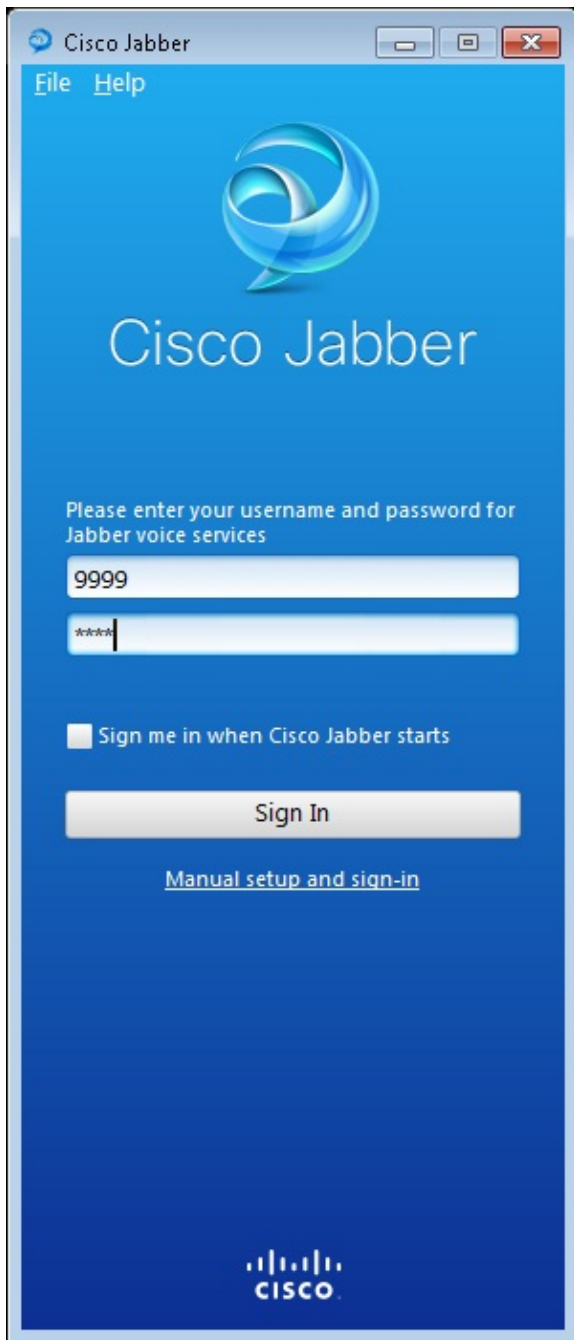 Cisco Jabber
File Help
Cisco Jabber
Please enter your username and password for
Jabber voice services
9999
****
Sign me in when Cisco Jabber starts
Sign In
Manual setup and sign-in
CISCO